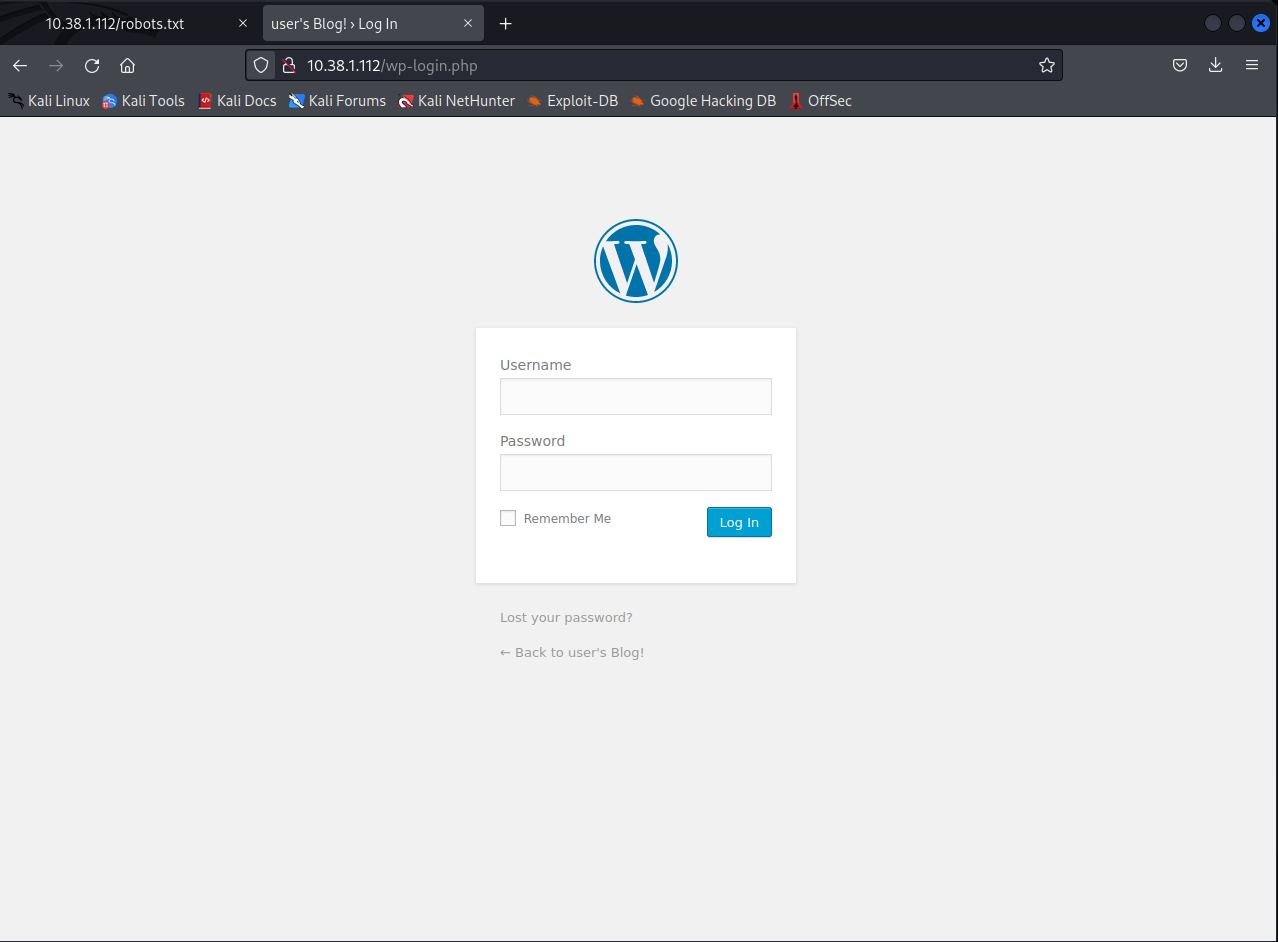 10.38.1.112/robots.txt
user's Blog! › Log In
10.38.1.112/wp-login.php
Kali Linux Kali Tools Kali Docs Kali Forums Kali NetHunter Exploit-DB Google Hacking DB OffSec
Username
Password
Remember Me Log In
Lost your password?
← Back to user's Blog!